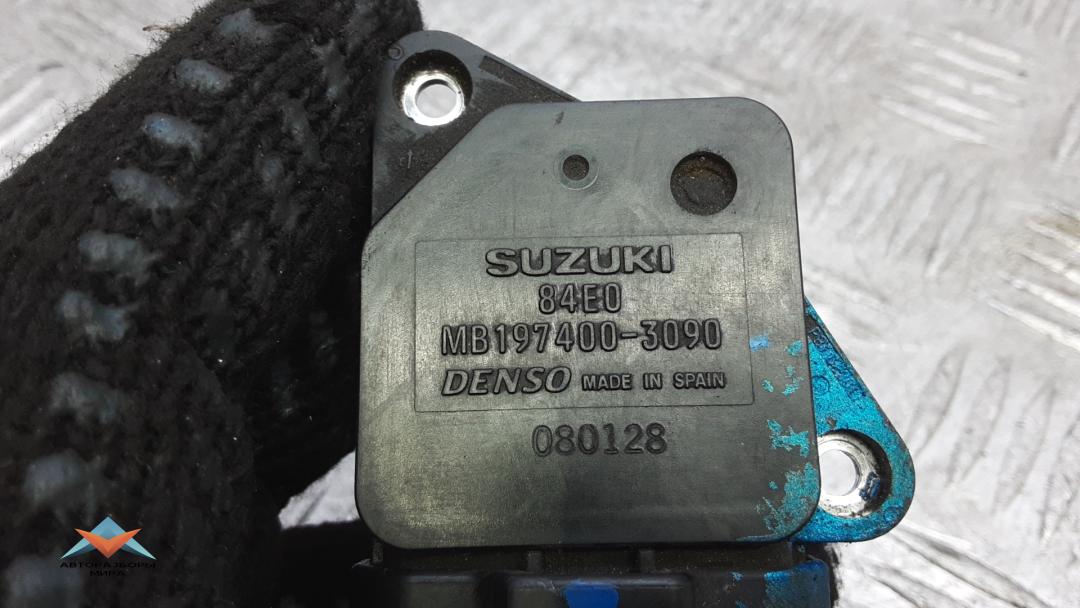 SUZUKI
84E0
MB197400-3090
DENSO MADE IN SPAIN
080128
АВТОРАЗБОРЫ
МИРА